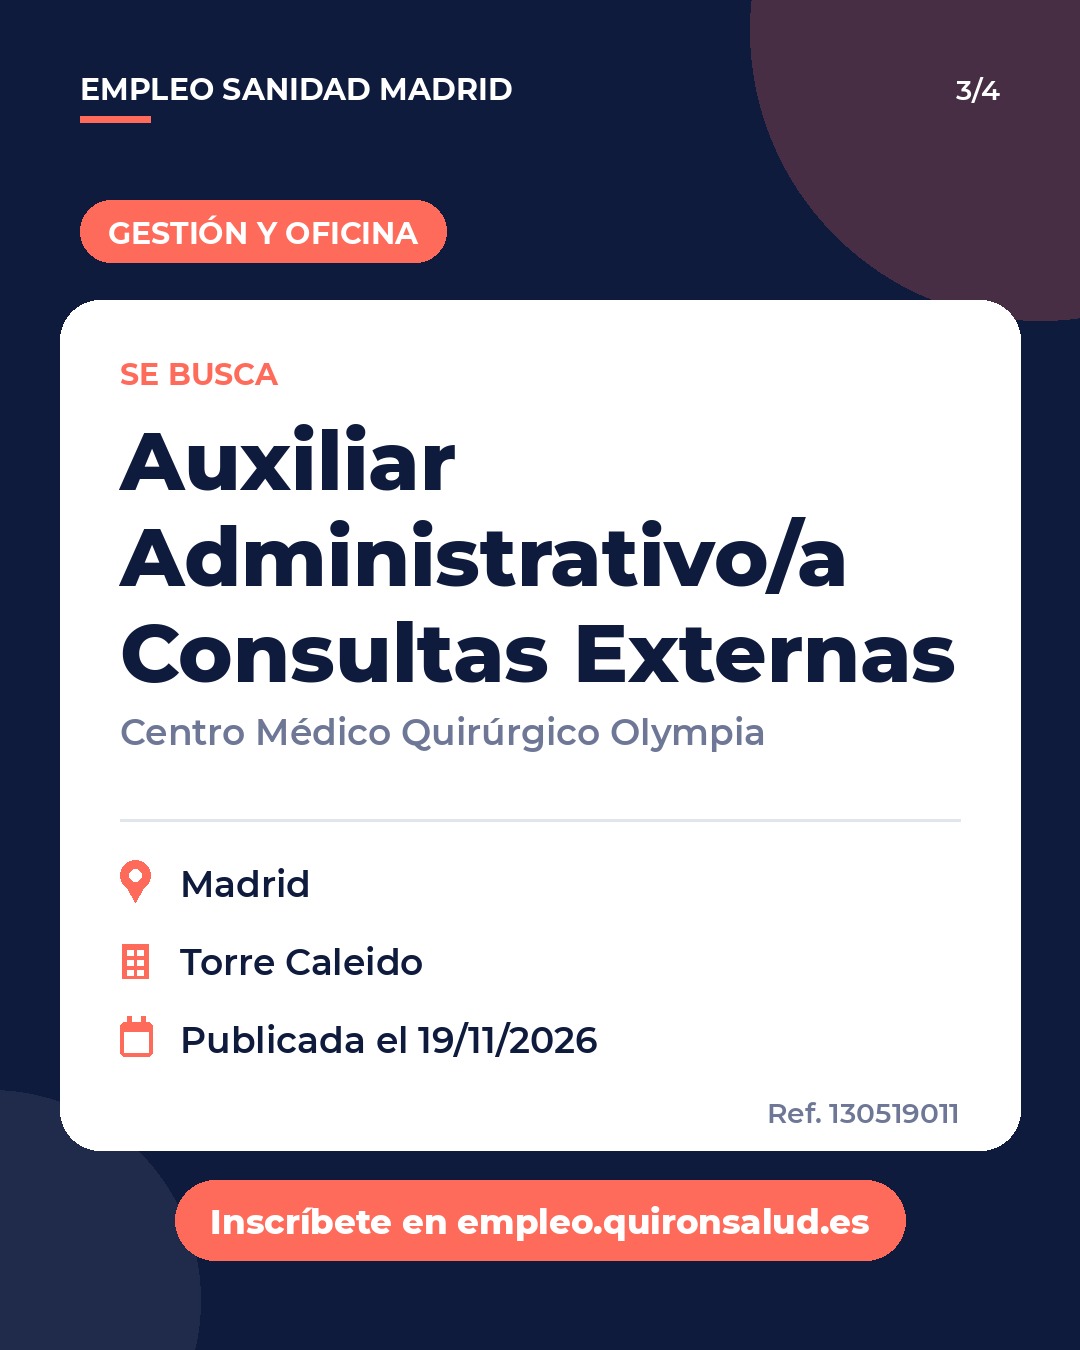 EMPLEO SANIDAD MADRID
3/4
GESTIÓN Y OFICINA
SE BUSCA
Auxiliar
Administrativo/a
Consultas Externas
Centro Médico Quirúrgico Olympia
Madrid
Torre Caleido
Publicada el 19/11/2026
Ref. 130519011
Inscríbete en empleo.quironsalud.es